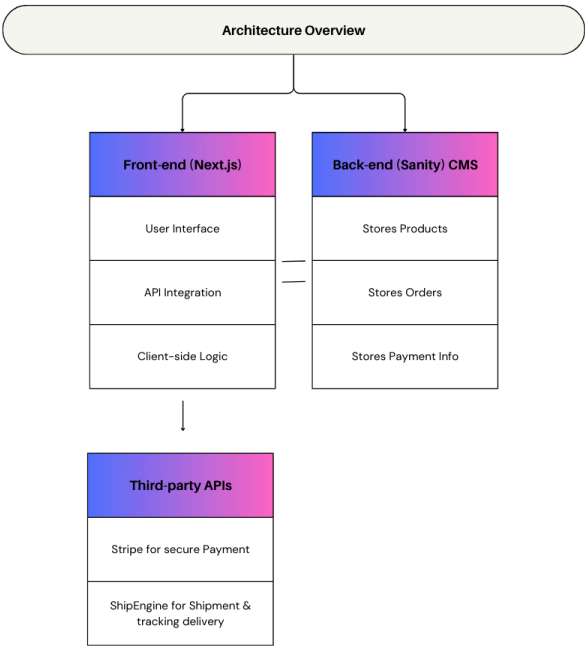 Architecture Overview
Front-end (Next.js)
User Interface
API Integration
Client-side Logic
Back-end (Sanity) CMS
Stores Products
Stores Orders
Stores Payment Info
Third-party APIs
Stripe for secure Payment
ShipEngine for Shipment &
tracking delivery